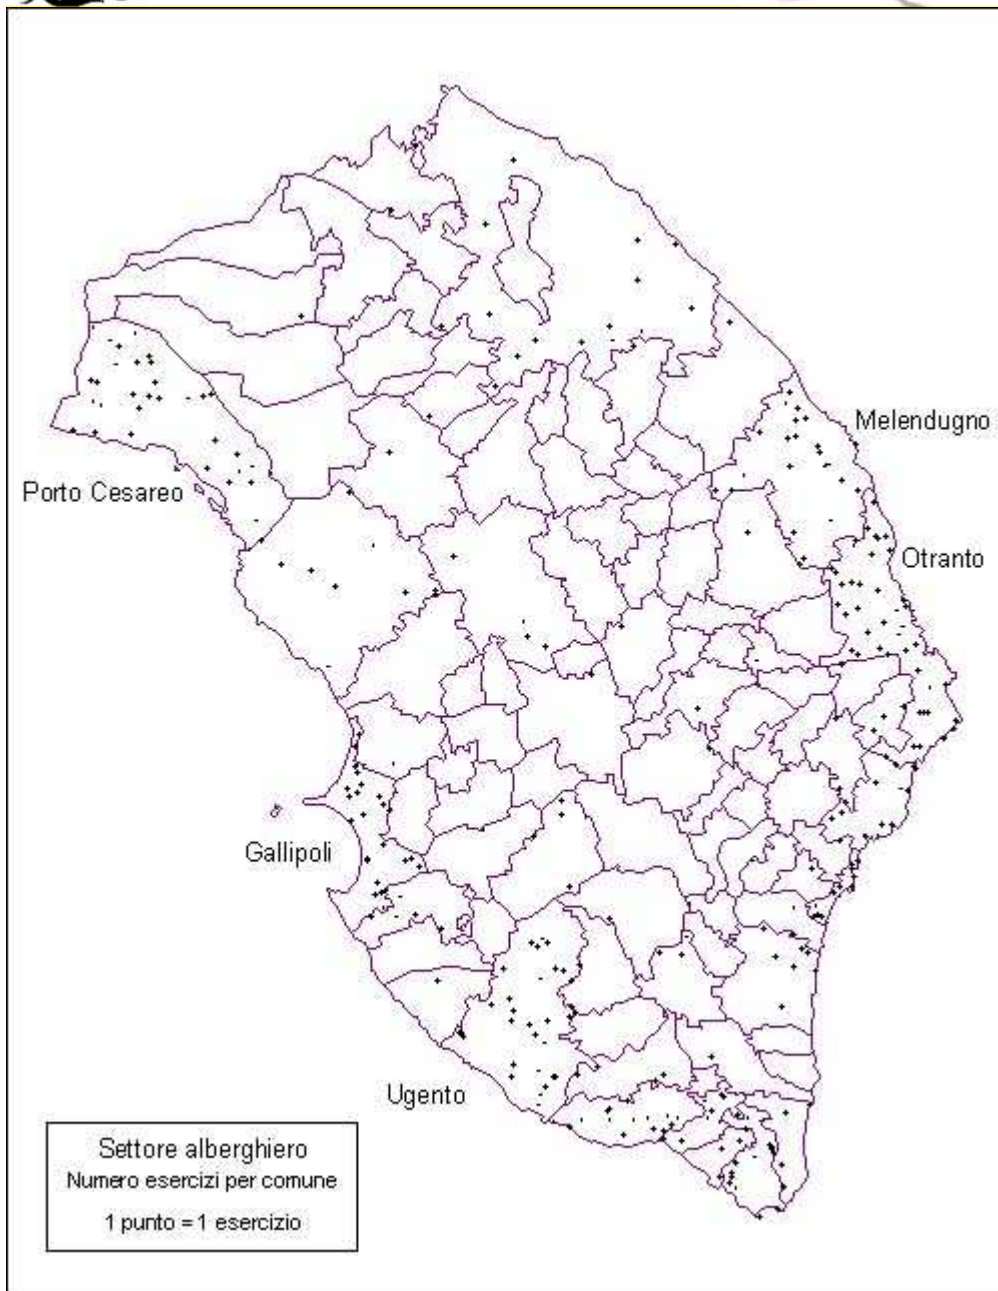 Melendugno
Porto Cesareo
Otranto
Gallipoli
Ugento
Settore alberghiero
Numero esercizi per comune
1 punto = 1 esercizio